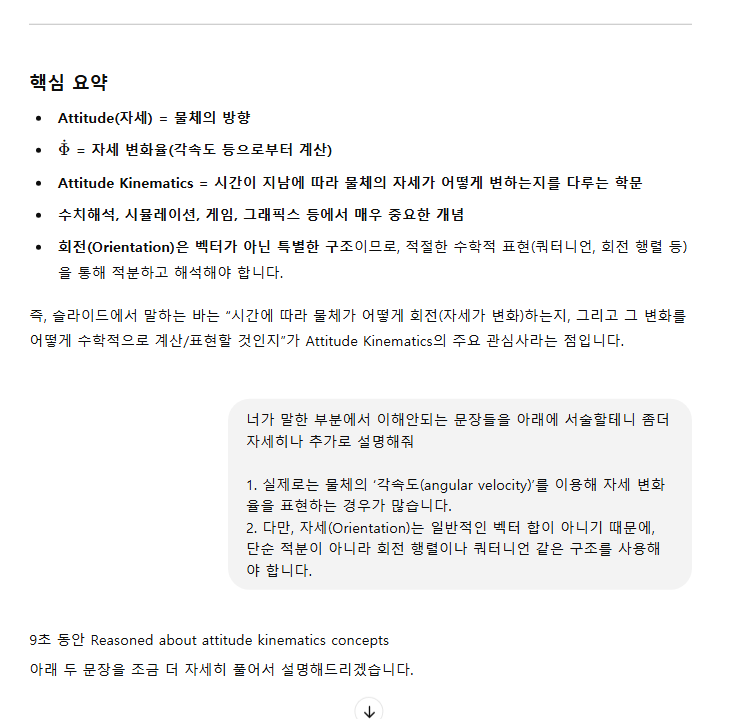 핵심 요약
• Attitude(자세) = 물체의 방향
• Φ̇ = 자세 변화율(각속도 등으로부터 계산)
• Attitude Kinematics = 시간이 지남에 따라 물체의 자세가 어떻게 변하는지를 다루는 학문
• 수치해석, 시뮬레이션, 게임, 그래픽스 등에서 매우 중요한 개념
• 회전(Orientation)은 벡터가 아닌 특별한 구조이므로, 적절한 수학적 표현(쿼터니언, 회전 행렬 등)
을 통해 적분하고 해석해야 합니다.
즉, 슬라이드에서 말하는 바는 “시간에 따라 물체가 어떻게 회전(자세가 변화)하는지, 그리고 그 변화를
어떻게 수학적으로 계산/표현할 것인지”가 Attitude Kinematics의 주요 관심사라는 점입니다.
너가 말한 부분에서 이해안되는 문장들을 아래에 서술할테니 좀더
자세히나 추가로 설명해줘
1. 실제로는 물체의 ‘각속도(angular velocity)’를 이용해 자세 변화
율을 표현하는 경우가 많습니다.
2. 다만, 자세(Orientation)는 일반적인 벡터 합이 아니기 때문에,
단순 적분이 아니라 회전 행렬이나 쿼터니언 같은 구조를 사용해
야 합니다.
9초 동안 Reasoned about attitude kinematics concepts
아래 두 문장을 조금 더 자세히 풀어서 설명해드리겠습니다.